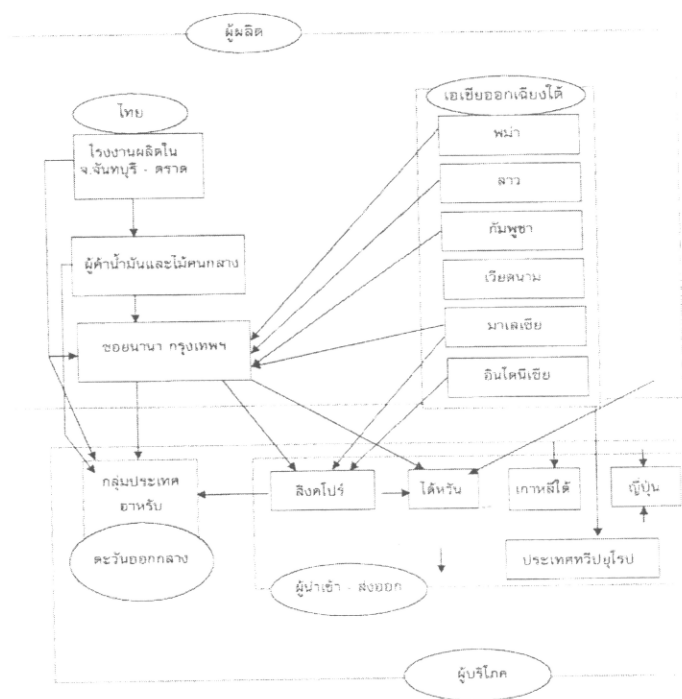 ผู้ผลิต
ไทย
โรงงานผลิตใน
จ.จันทบุรี - ตราด
ผู้ค้าน้ำมันและไม้คนกลาง
ซอยนานา กรุงเทพฯ
เอเชียออกเฉียงใต้
พม่า
ลาว
กัมพูชา
เวียดนาม
มาเลเซีย
อินโดนีเซีย
กลุ่มประเทศ
อาหรับ
ตะวันออกกลาง
สิงคโปร์
ไต้หวัน
เกาหลีใต้
ญี่ปุ่น
ประเทศทวีปยุโรป
ผู้นำเข้า - ส่งออก
ผู้บริโภค